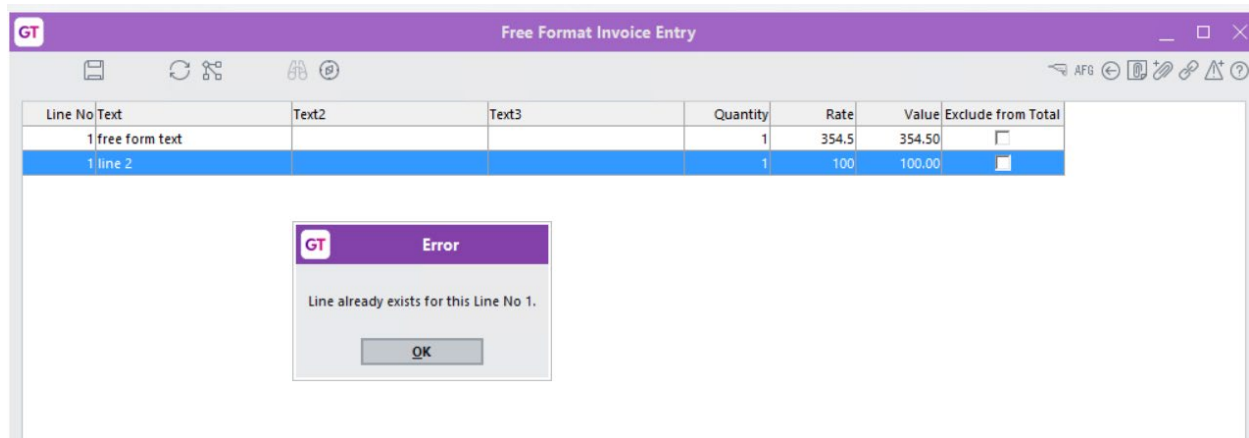 GT Free Format Invoice Entry
AFG
Line No Text Text2 Text3 Quantity Rate Value Exclude from Total
1 free form text 1 354.5 354.50
1 line 2 1 100 100.00
GT Error
Line already exists for this Line No 1.
OK